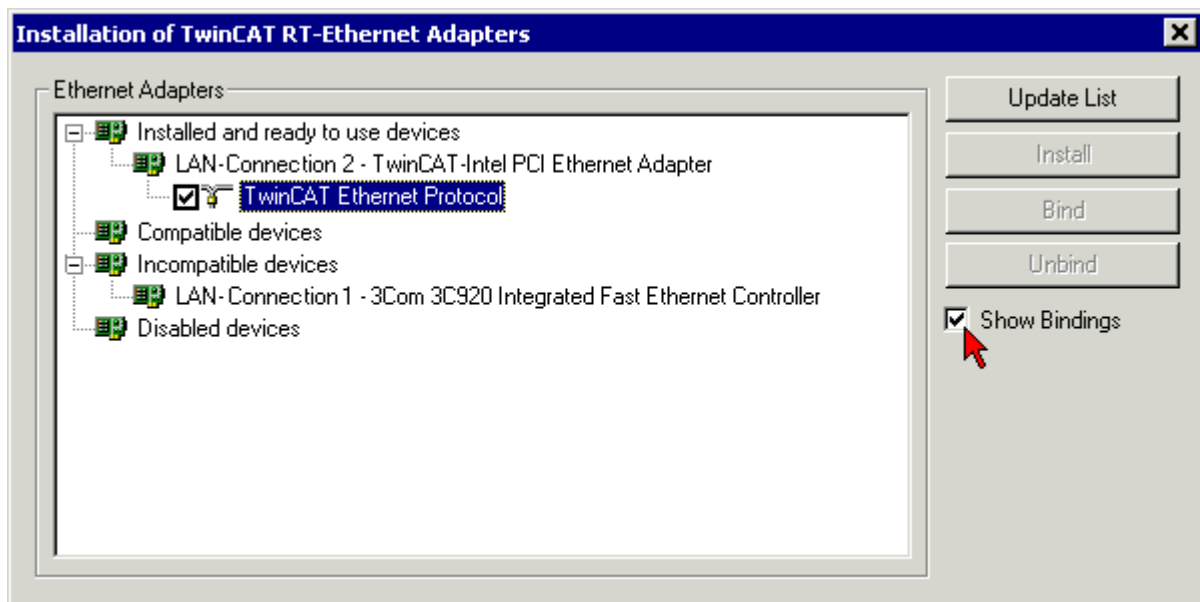 Installation of TwinCAT RT-Ethernet Adapters
Ethernet Adapters
Installed and ready to use devices
LAN-Connection 2 - TwinCAT-Intel PCI Ethernet Adapter
TwinCAT Ethernet Protocol
Compatible devices
Incompatible devices
LAN-Connection 1 - 3Com 3C920 Integrated Fast Ethernet Controller
Disabled devices
Update List
Install
Bind
Unbind
Show Bindings